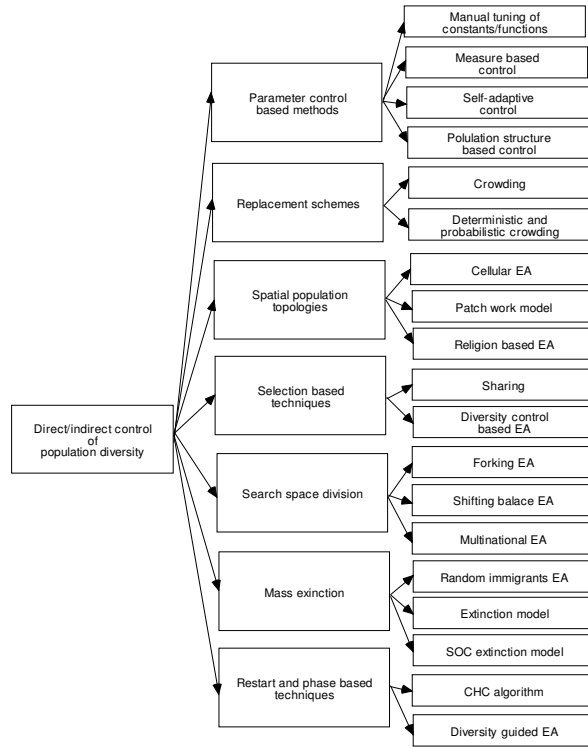 Direct/indirect control
of
population diversity
Parameter control
based methods
Manual tuning of
constants/functions
Measure based
control
Self-adaptive
control
Polulation structure
based control
Replacement schemes
Crowding
Deterministic and
probabilistic crowding
Spatial population
topologies
Cellular EA
Patch work model
Religion based EA
Selection based
techniques
Sharing
Diversity control
based EA
Search space division
Forking EA
Shifting balace EA
Multinational EA
Mass exinction
Random immigrants EA
Extinction model
SOC extinction model
Restart and phase based
techniques
CHC algorithm
Diversity guided EA